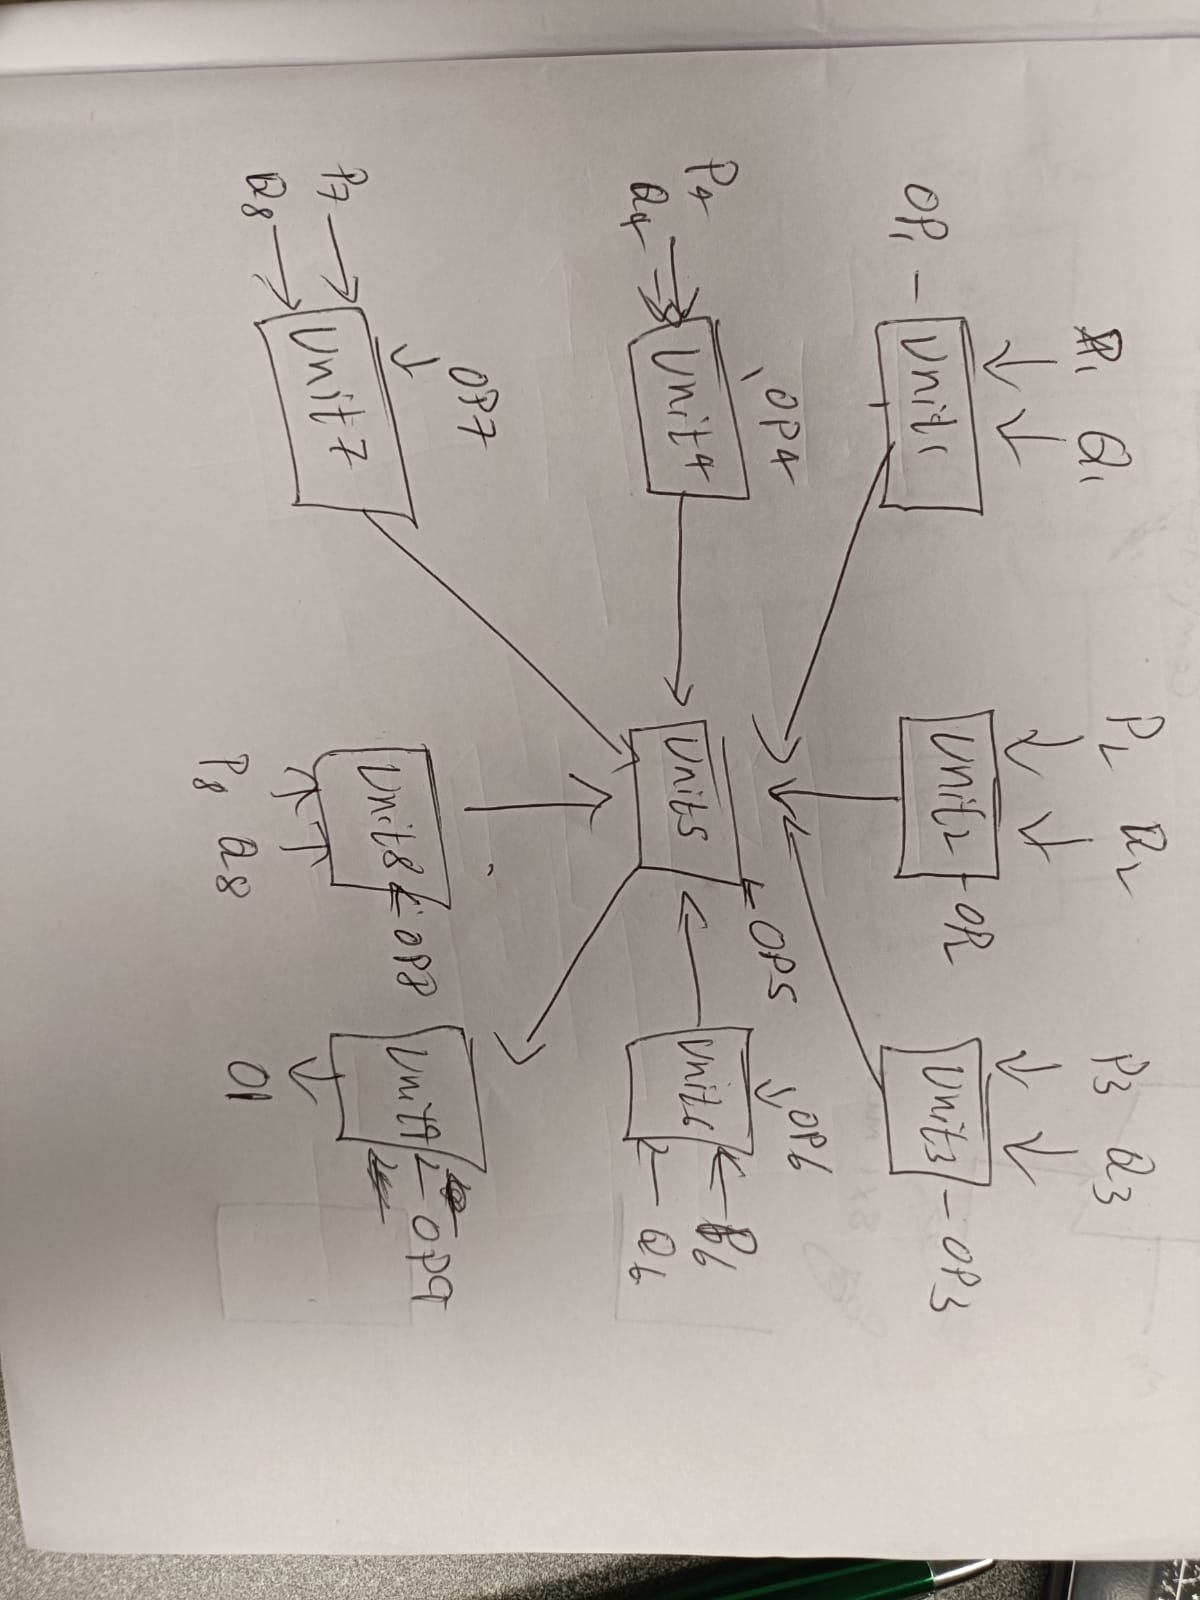 P1 Q1 P2 Q2 P3 Q3
OP1 Unit1 Unit2 OP2 Unit3 OP3
OP4 OP5 OP6
P4 Unit4 Unit5 Unit6 P6
Q4 Q6
OP7
P7 Unit7 Unit8 OP8 Unit9 OP9
Q8
P8 Q8 O1